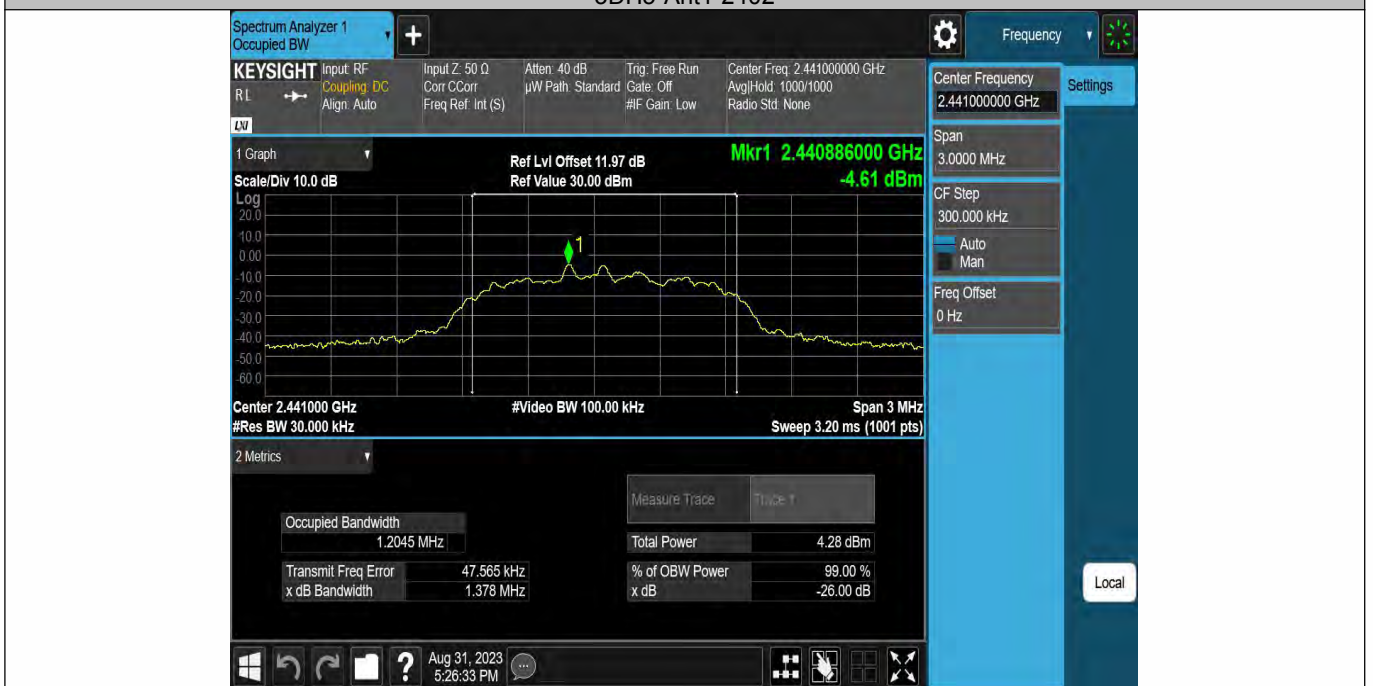 Spectrum Analyzer 1
Occupied BW
+
Frequency
KEYSIGHT
RL
LXI
Input: RF
Coupling: DC
Align: Auto
Input Z: 50 Ω
Corr CCorr
Freq Ref: Int (S)
Atten: 40 dB
µW Path: Standard
Trig: Free Run
Gate: Off
#IF Gain: Low
Center Freq: 2.441000000 GHz
Avg|Hold: 1000/1000
Radio Std: None
Center Frequency
2.441000000 GHz
Settings
Span
3.0000 MHz
CF Step
300.000 kHz
Auto
Man
Freq Offset
0 Hz
Local
1 Graph
Scale/Div 10.0 dB
Ref Lvl Offset 11.97 dB
Ref Value 30.00 dBm
Mkr1 2.440886000 GHz
-4.61 dBm
Log
20.0
10.0
0.00
-10.0
-20.0
-30.0
-40.0
-50.0
-60.0
1
Center 2.441000 GHz
#Res BW 30.000 kHz
#Video BW 100.00 kHz
Span 3 MHz
Sweep 3.20 ms (1001 pts)
2 Metrics
Measure Trace
Trace 1
Occupied Bandwidth
1.2045 MHz
Total Power 4.28 dBm
Transmit Freq Error 47.565 kHz
% of OBW Power 99.00 %
x dB Bandwidth 1.378 MHz
x dB -26.00 dB
?
Aug 31, 2023
5:26:33 PM